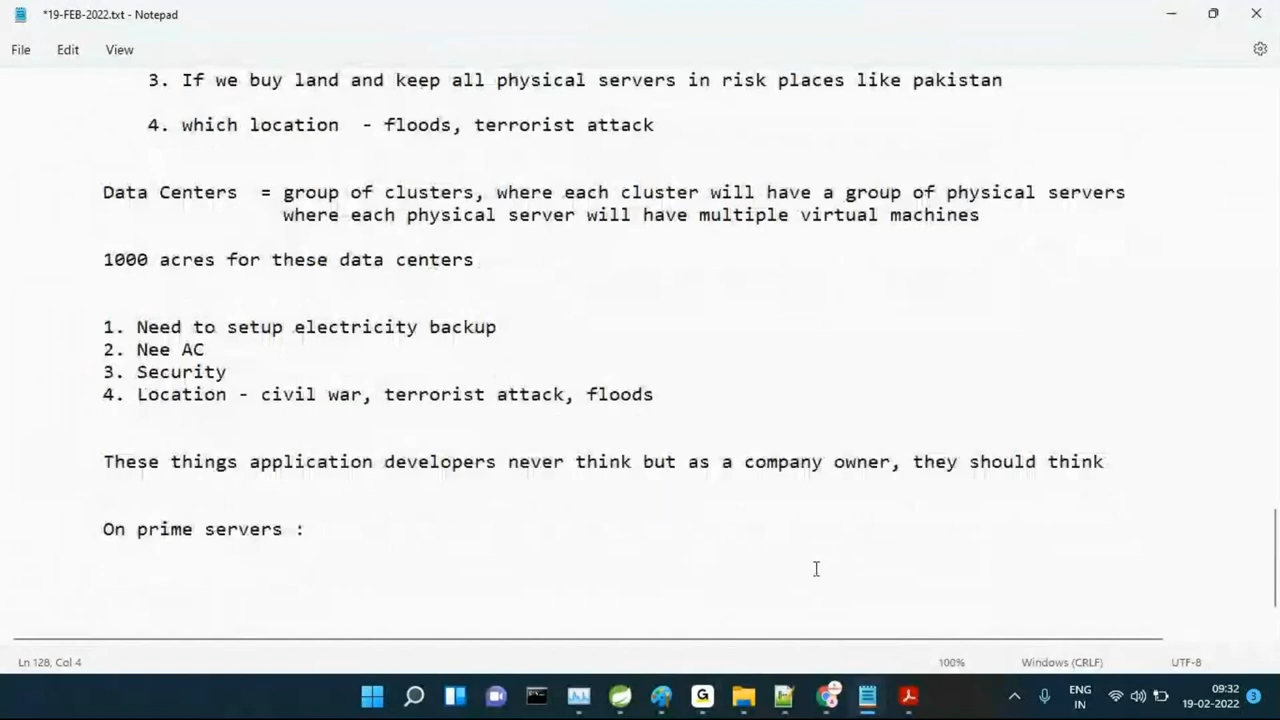 *19-FEB-2022.txt - Notepad
File Edit View
3. If we buy land and keep all physical servers in risk places like pakistan
4. which location  - floods, terrorist attack
Data Centers  = group of clusters, where each cluster will have a group of physical servers
where each physical server will have multiple virtual machines
1000 acres for these data centers
1. Need to setup electricity backup
2. Nee AC
3. Security
4. Location - civil war, terrorist attack, floods
These things application developers never think but as a company owner, they should think
On prime servers :
Ln 128, Col 4 100% Windows (CRLF) UTF-8
ENG 09:32
IN 19-02-2022 3